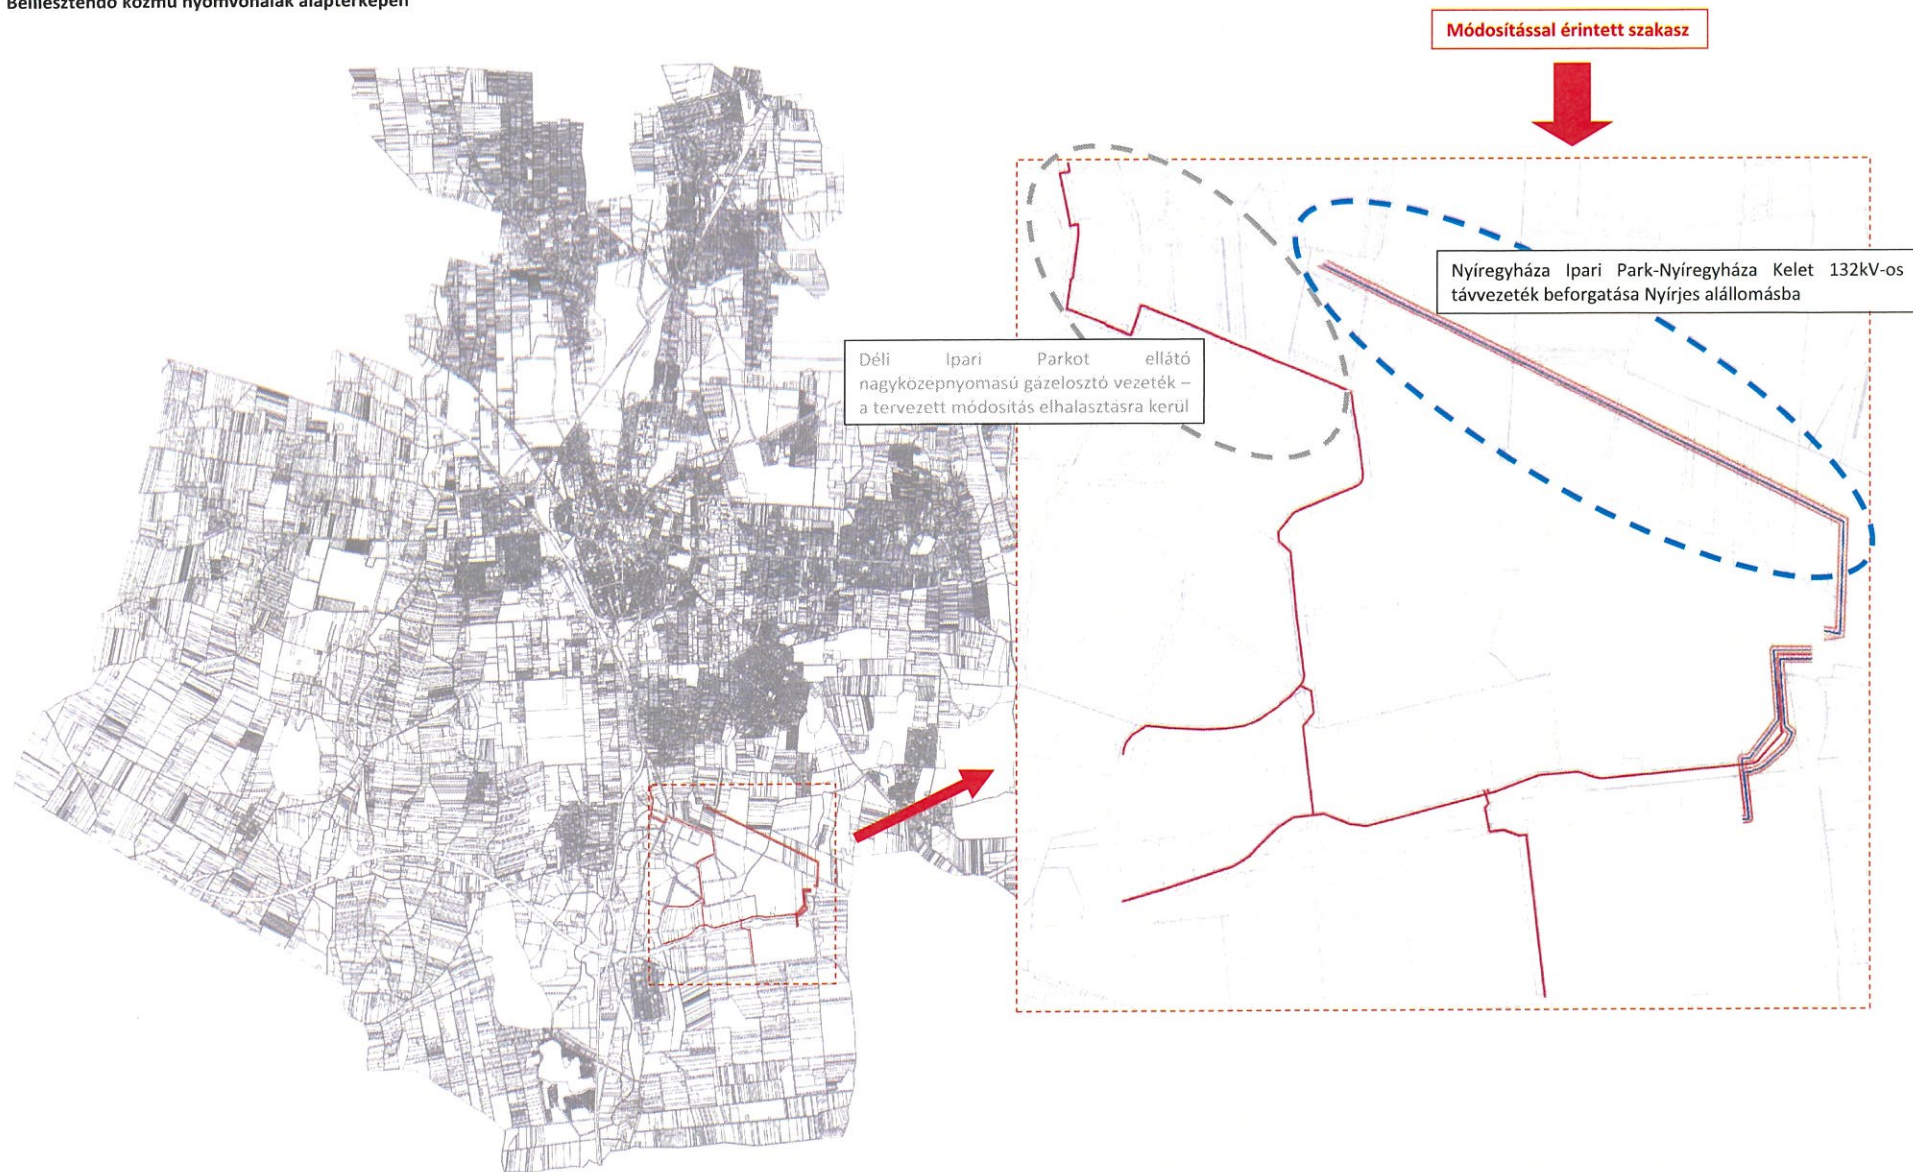 Beillesztendő közmű nyomvonalak alaptérképen
Módosítással érintett szakasz
Nyíregyháza Ipari Park-Nyíregyháza Kelet 132kV-os
távvezeték beforgatása Nyírjes alállomásba
Déli Ipari Parkot ellátó
nagyközépnyomású gázelosztó vezeték –
a tervezett módosítás elhalasztásra kerül